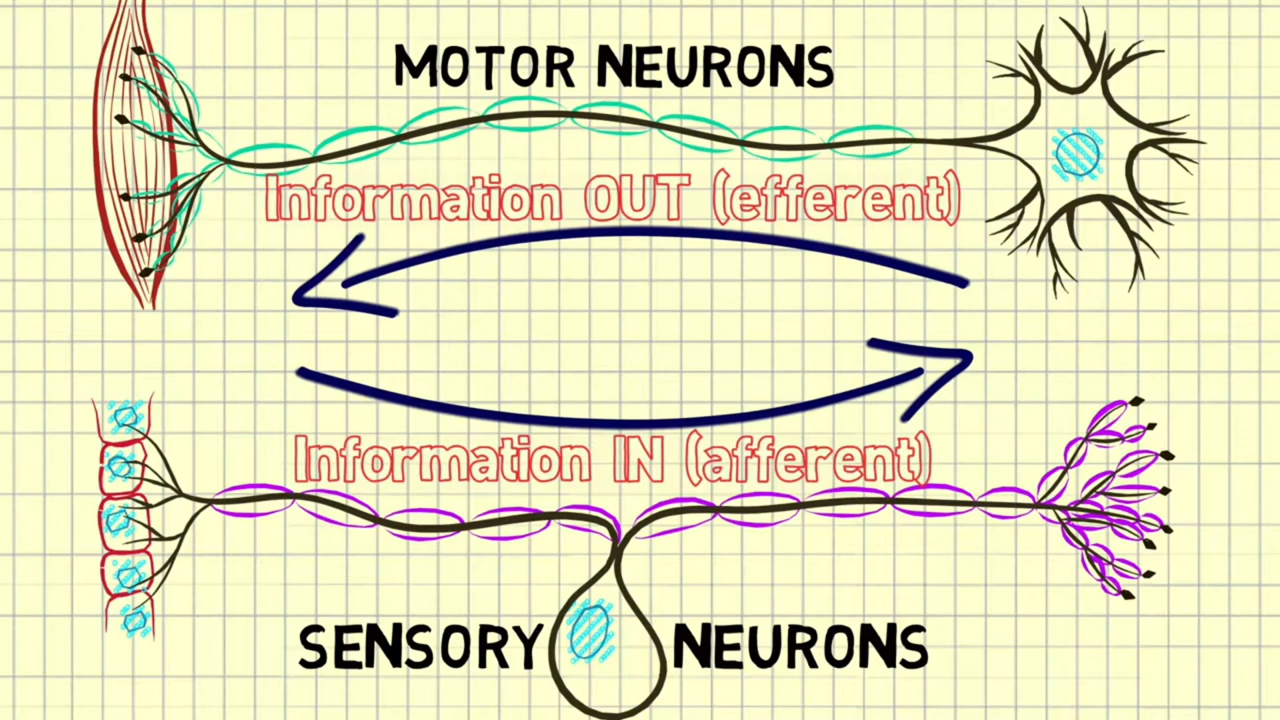 MOTOR NEURONS
Information OUT (efferent)
Information IN (afferent)
SENSORY NEURONS